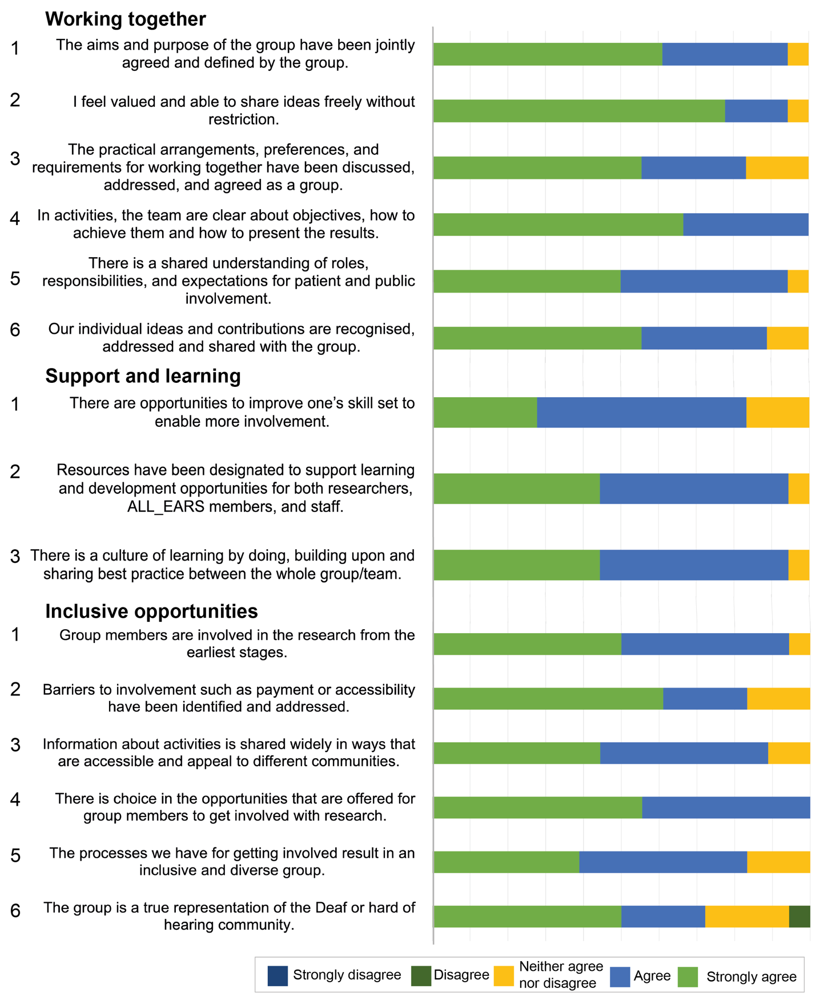 Working together
1
The aims and purpose of the group have been jointly
agreed and defined by the group.
2
I feel valued and able to share ideas freely without
restriction.
3
The practical arrangements, preferences, and
requirements for working together have been discussed,
addressed, and agreed as a group.
4
In activities, the team are clear about objectives, how to
achieve them and how to present the results.
5
There is a shared understanding of roles,
responsibilities, and expectations for patient and public
involvement.
6
Our individual ideas and contributions are recognised,
addressed and shared with the group.
Support and learning
1
There are opportunities to improve one’s skill set to
enable more involvement.
2
Resources have been designated to support learning
and development opportunities for both researchers,
ALL_EARS members, and staff.
3
There is a culture of learning by doing, building upon and
sharing best practice between the whole group/team.
Inclusive opportunities
1
Group members are involved in the research from the
earliest stages.
2
Barriers to involvement such as payment or accessibility
have been identified and addressed.
3
Information about activities is shared widely in ways that
are accessible and appeal to different communities.
4
There is choice in the opportunities that are offered for
group members to get involved with research.
5
The processes we have for getting involved result in an
inclusive and diverse group.
6
The group is a true representation of the Deaf or hard of
hearing community.
Strongly disagree
Disagree
Neither agree
nor disagree
Agree
Strongly agree